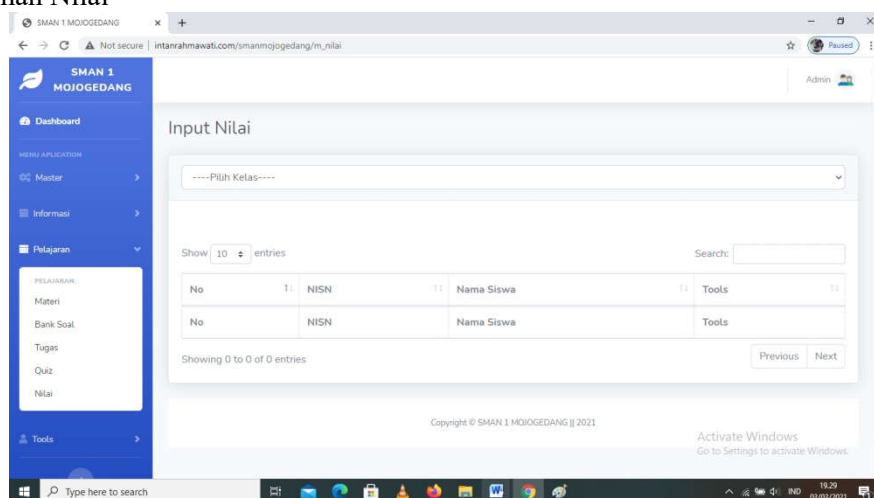 SMAN 1 MOJOGEDANG
Not secure | intanrahmawati.com/smanmojogedang/m_nilai
Paused
SMAN 1
MOJOGEDANG
Admin
Dashboard
Input Nilai
MENU APLICATION
Master
----Pilih Kelas----
Informasi
Pelajaran
Show 10 entries
Search:
PELAJARAN:
Materi
Bank Soal
Tugas
Quiz
Nilai
No NISN Nama Siswa Tools
No NISN Nama Siswa Tools
Showing 0 to 0 of 0 entries
Previous Next
Copyright © SMAN 1 MOJOGEDANG || 2021
Tools
Activate Windows
Go to Settings to activate Windows.
Type here to search
IND
19.29
03/03/2021